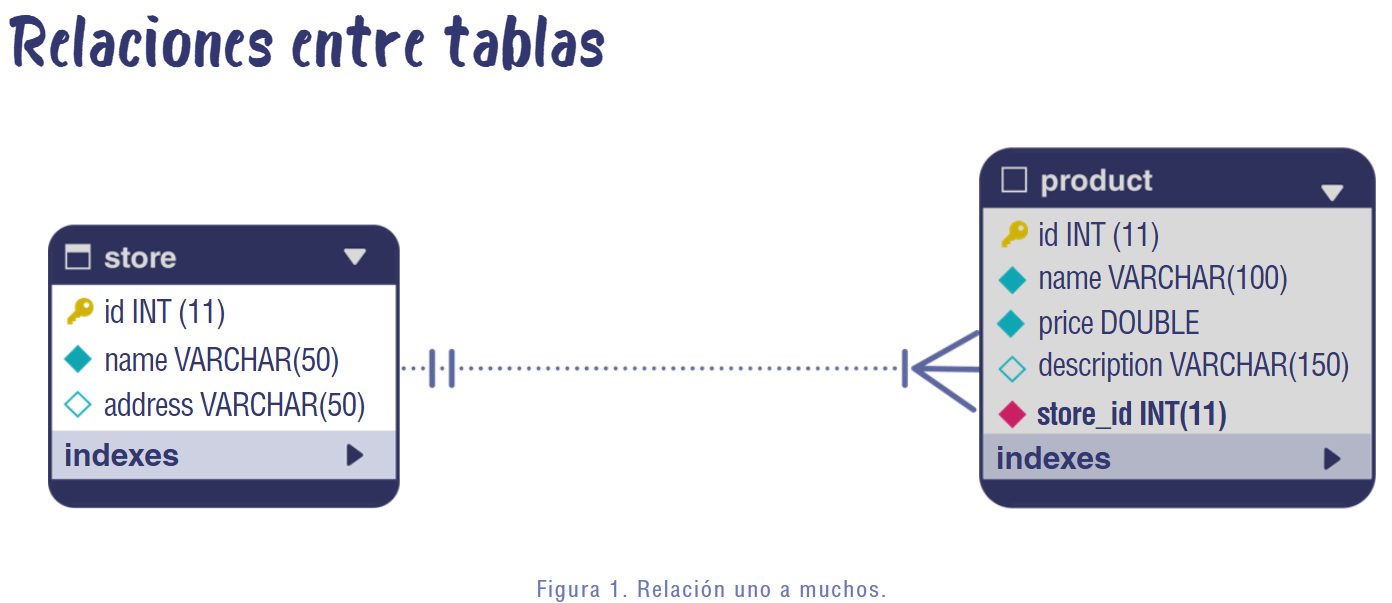 Relaciones entre tablas
store
id INT (11)
name VARCHAR(50)
address VARCHAR(50)
indexes
product
id INT (11)
name VARCHAR(100)
price DOUBLE
description VARCHAR(150)
store_id INT(11)
indexes
Figura 1. Relación uno a muchos.